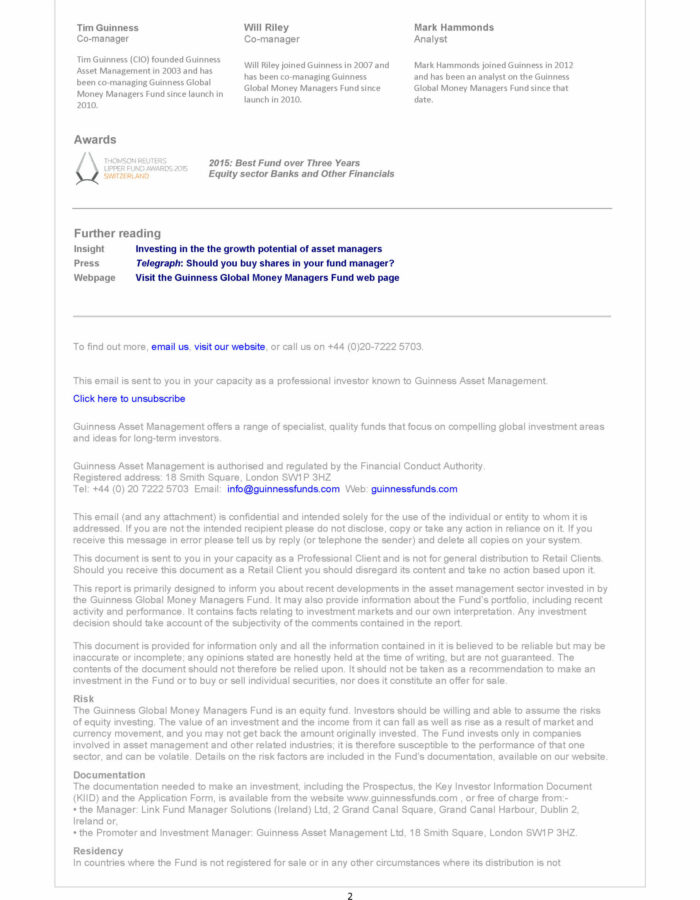 Tim Guinness
Co-manager
Tim Guinness (CIO) founded Guinness
Asset Management in 2003 and has
been co-managing Guinness Global
Money Managers Fund since launch in
2010.
Will Riley
Co-manager
Will Riley joined Guinness in 2007 and
has been co-managing Guinness
Global Money Managers Fund since
launch in 2010.
Mark Hammonds
Analyst
Mark Hammonds joined Guinness in 2012
and has been an analyst on the Guinness
Global Money Managers Fund since that
date.
Awards
THOMSON REUTERS
LIPPER FUND AWARDS 2015
SWITZERLAND
2015: Best Fund over Three Years
Equity sector Banks and Other Financials
Further reading
Insight Investing in the the growth potential of asset managers
Press Telegraph: Should you buy shares in your fund manager?
Webpage Visit the Guinness Global Money Managers Fund web page
To find out more, email us, visit our website, or call us on +44 (0)20-7222 5703.
This email is sent to you in your capacity as a professional investor known to Guinness Asset Management.
Click here to unsubscribe
Guinness Asset Management offers a range of specialist, quality funds that focus on compelling global investment areas
and ideas for long-term investors.
Guinness Asset Management is authorised and regulated by the Financial Conduct Authority.
Registered address: 18 Smith Square, London SW1P 3HZ
Tel: +44 (0) 20 7222 5703 Email: info@guinnessfunds.com Web: guinnessfunds.com
This email (and any attachment) is confidential and intended solely for the use of the individual or entity to whom it is
addressed. If you are not the intended recipient please do not disclose, copy or take any action in reliance on it. If you
receive this message in error please tell us by reply (or telephone the sender) and delete all copies on your system.
This document is sent to you in your capacity as a Professional Client and is not for general distribution to Retail Clients.
Should you receive this document as a Retail Client you should disregard its content and take no action based upon it.
This report is primarily designed to inform you about recent developments in the asset management sector invested in by
the Guinness Global Money Managers Fund. It may also provide information about the Fund's portfolio, including recent
activity and performance. It contains facts relating to investment markets and our own interpretation. Any investment
decision should take account of the subjectivity of the comments contained in the report.
This document is provided for information only and all the information contained in it is believed to be reliable but may be
inaccurate or incomplete; any opinions stated are honestly held at the time of writing, but are not guaranteed. The
contents of the document should not therefore be relied upon. It should not be taken as a recommendation to make an
investment in the Fund or to buy or sell individual securities, nor does it constitute an offer for sale.
Risk
The Guinness Global Money Managers Fund is an equity fund. Investors should be willing and able to assume the risks
of equity investing. The value of an investment and the income from it can fall as well as rise as a result of market and
currency movement, and you may not get back the amount originally invested. The Fund invests only in companies
involved in asset management and other related industries; it is therefore susceptible to the performance of that one
sector, and can be volatile. Details on the risk factors are included in the Fund's documentation, available on our website.
Documentation
The documentation needed to make an investment, including the Prospectus, the Key Investor Information Document
(KIID) and the Application Form, is available from the website www.guinnessfunds.com , or free of charge from:-
• the Manager: Link Fund Manager Solutions (Ireland) Ltd, 2 Grand Canal Square, Grand Canal Harbour, Dublin 2,
Ireland or,
• the Promoter and Investment Manager: Guinness Asset Management Ltd, 18 Smith Square, London SW1P 3HZ.
Residency
In countries where the Fund is not registered for sale or in any other circumstances where its distribution is not
2